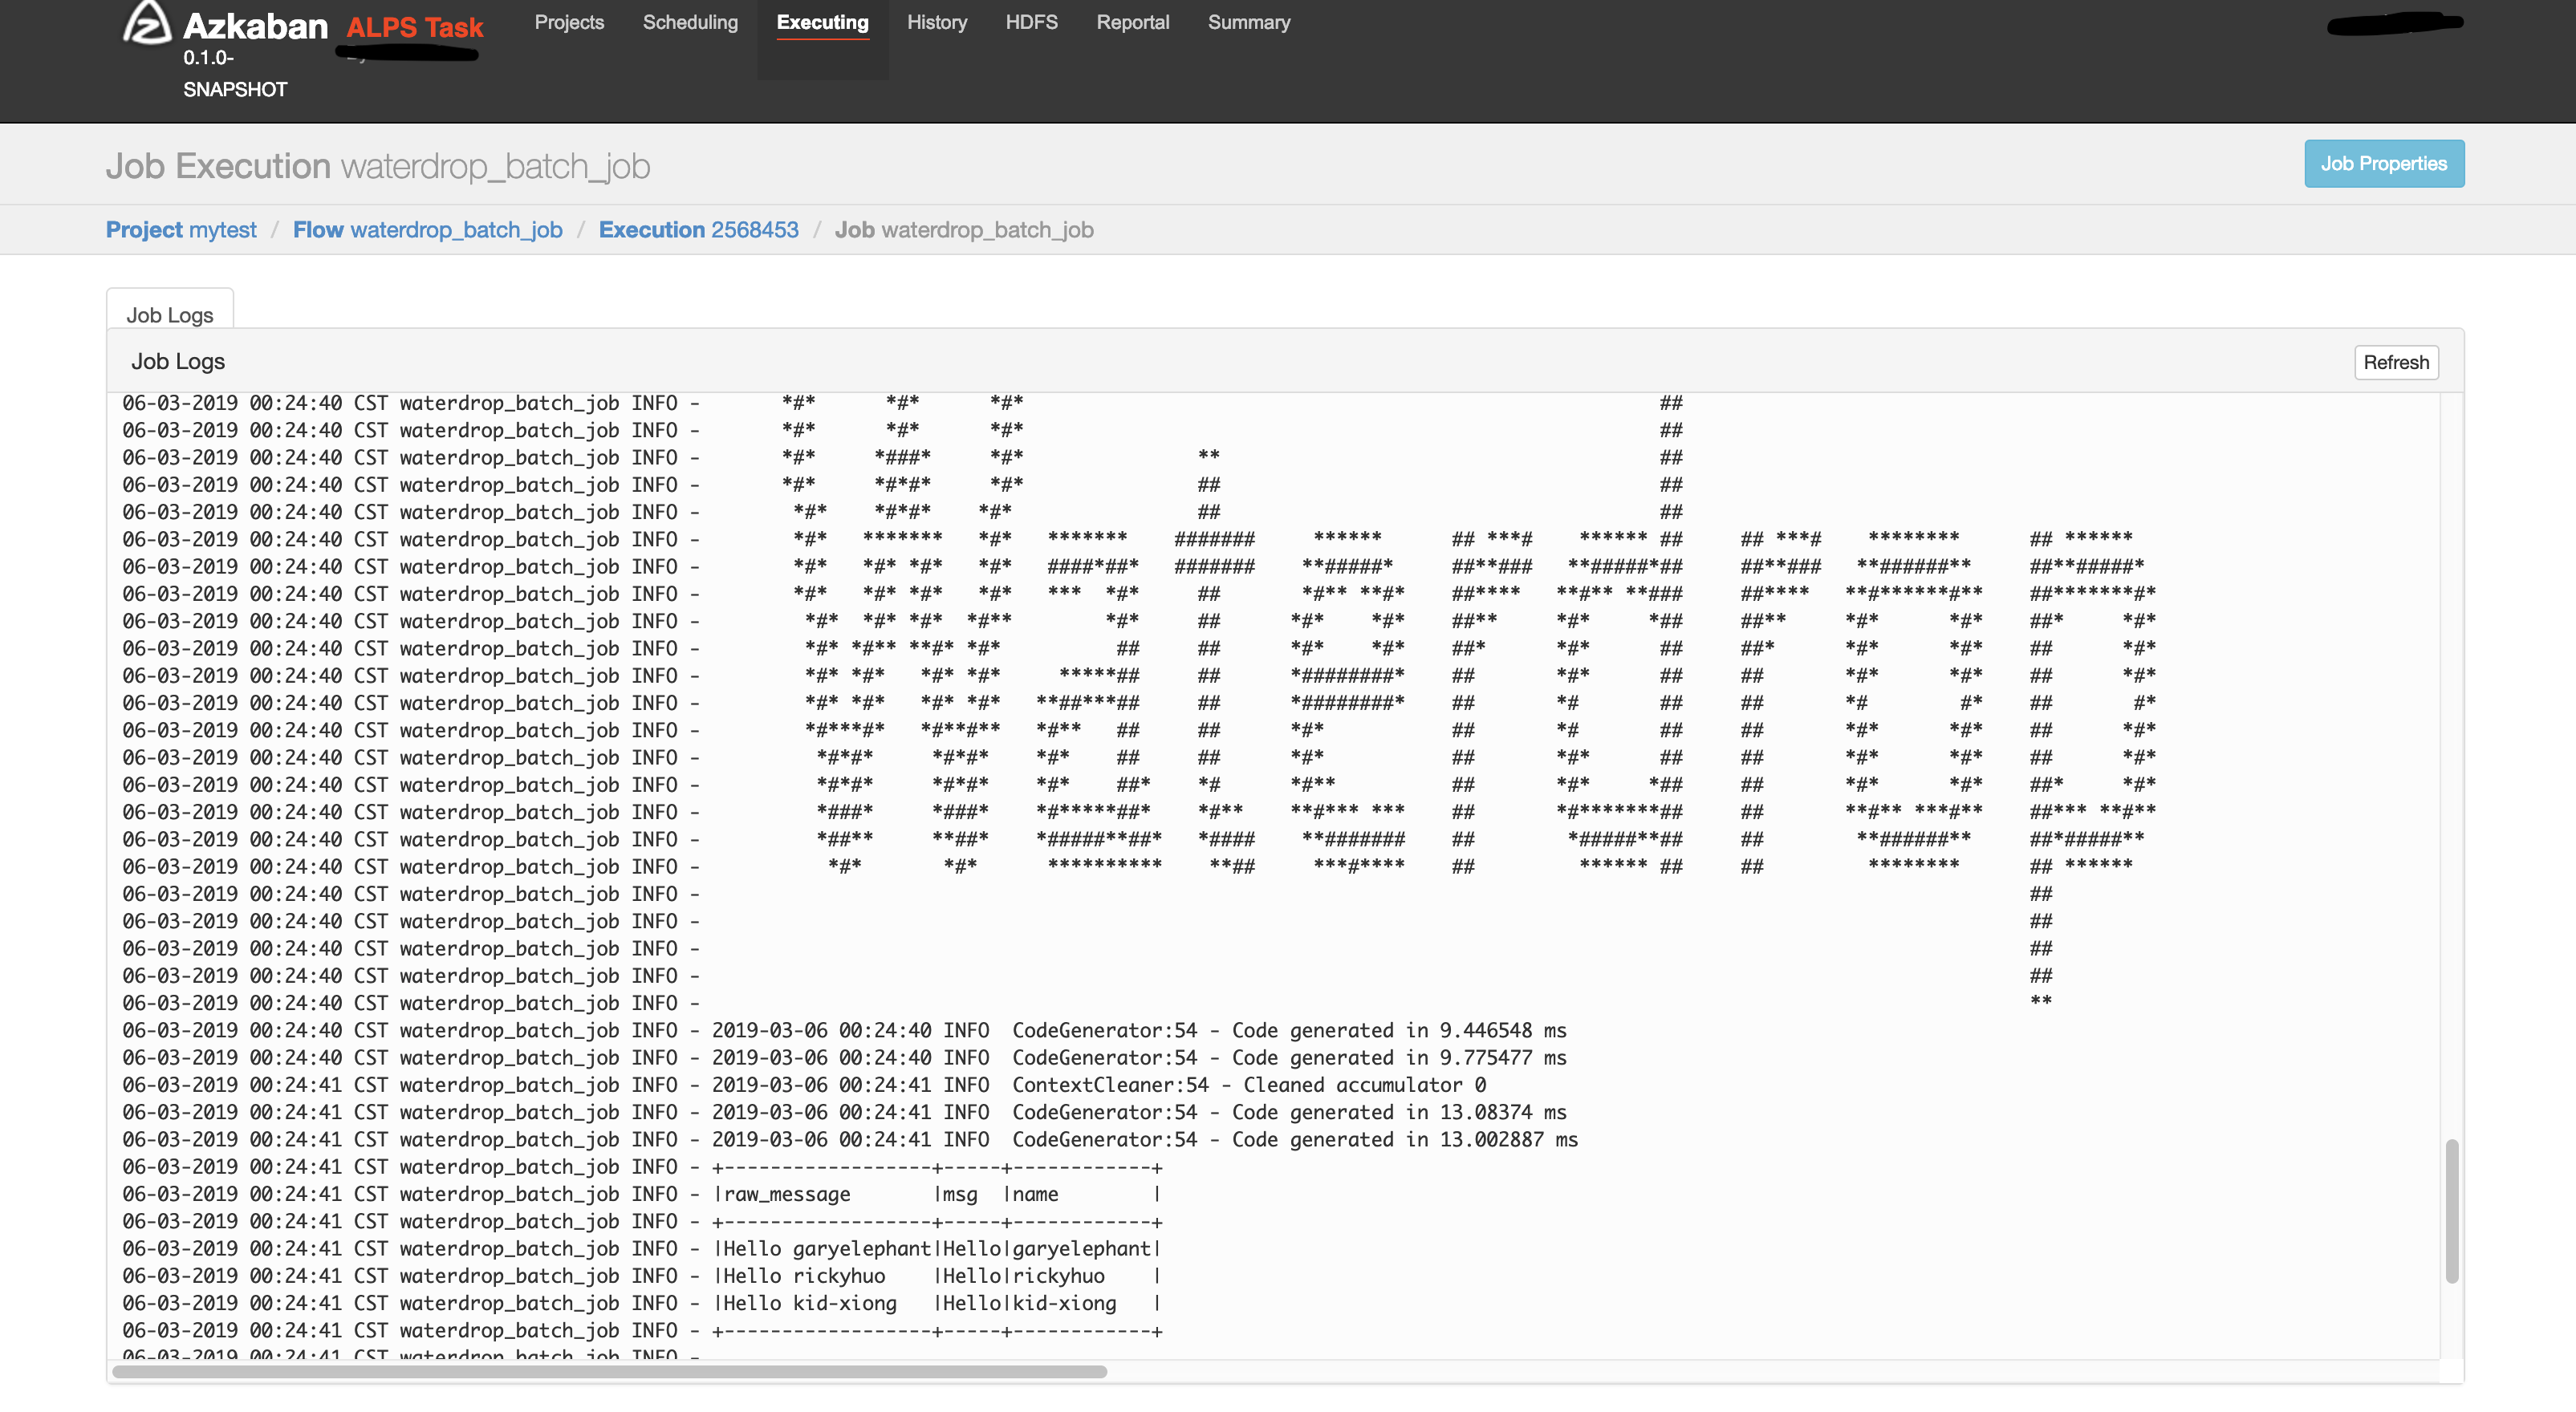 Azkaban ALPS Task Projects Scheduling Executing History HDFS Reportal Summary
0.1.0-
SNAPSHOT
Job Execution waterdrop_batch_job
Job Properties
Project mytest / Flow waterdrop_batch_job / Execution 2568453 / Job waterdrop_batch_job
Job Logs
Job Logs
Refresh
06-03-2019 00:24:40 CST waterdrop_batch_job INFO -       *#*      *#*      *#*                                                       ##
06-03-2019 00:24:40 CST waterdrop_batch_job INFO -       *#*      *#*      *#*                                                       ##
06-03-2019 00:24:40 CST waterdrop_batch_job INFO -       *#*     *###*     *#*               **                                      ##
06-03-2019 00:24:40 CST waterdrop_batch_job INFO -       *#*     *#*#*     *#*               ##                                      ##
06-03-2019 00:24:40 CST waterdrop_batch_job INFO -        *#*    *#*#*    *#*                ##                                      ##
06-03-2019 00:24:40 CST waterdrop_batch_job INFO -        *#*   *******   *#*   *******    #######     ******      ## ***#    ****** ##     ## ***#    ********      ## ******
06-03-2019 00:24:40 CST waterdrop_batch_job INFO -        *#*   *#* *#*   *#*   ####*##*   #######    **#####*     ##**###   **#####*##     ##**###   **######**     ##**#####*
06-03-2019 00:24:40 CST waterdrop_batch_job INFO -        *#*   *#* *#*   *#*   ***  *#*     ##       *#** **#*    ##****   **#** **###     ##****   **#******#**    ##*******#*
06-03-2019 00:24:40 CST waterdrop_batch_job INFO -         *#*  *#* *#*  *#**        *#*     ##      *#*    *#*    ##**     *#*     *##     ##**     *#*      *#*    ##*     *#*
06-03-2019 00:24:40 CST waterdrop_batch_job INFO -         *#* *#** **#* *#*          ##     ##      *#*    *#*    ##*      *#*      ##     ##*      *#*      *#*    ##      *#*
06-03-2019 00:24:40 CST waterdrop_batch_job INFO -         *#* *#*   *#* *#*     *****##     ##      *########*    ##       *#*      ##     ##       *#*      *#*    ##      *#*
06-03-2019 00:24:40 CST waterdrop_batch_job INFO -         *#* *#*   *#* *#*   **##***##     ##      *########*    ##       *#       ##     ##       *#        #*    ##       #*
06-03-2019 00:24:40 CST waterdrop_batch_job INFO -         *#***#*   *#**#**   *#**   ##     ##      *#*           ##       *#       ##     ##       *#*      *#*    ##      *#*
06-03-2019 00:24:40 CST waterdrop_batch_job INFO -          *#*#*     *#*#*    *#*    ##     ##      *#*           ##       *#*      ##     ##       *#*      *#*    ##      *#*
06-03-2019 00:24:40 CST waterdrop_batch_job INFO -          *#*#*     *#*#*    *#*    ##*    *#      *#**          ##       *#*     *##     ##       *#*      *#*    ##*     *#*
06-03-2019 00:24:40 CST waterdrop_batch_job INFO -          *###*     *###*    *#*****##*    *#**    **#*** ***    ##       *#*******##     ##       **#** ***#**    ##*** **#**
06-03-2019 00:24:40 CST waterdrop_batch_job INFO -          *##**     **##*    *#####**##*   *####    **#######    ##        *#####**##     ##        **######**     ##*#####**
06-03-2019 00:24:40 CST waterdrop_batch_job INFO -           *#*       *#*      **********    **##     ***#****    ##         ****** ##     ##         ********      ## ******
06-03-2019 00:24:40 CST waterdrop_batch_job INFO -                                                                                                                   ##
06-03-2019 00:24:40 CST waterdrop_batch_job INFO -                                                                                                                   ##
06-03-2019 00:24:40 CST waterdrop_batch_job INFO -                                                                                                                   ##
06-03-2019 00:24:40 CST waterdrop_batch_job INFO -                                                                                                                   ##
06-03-2019 00:24:40 CST waterdrop_batch_job INFO -                                                                                                                   **
06-03-2019 00:24:40 CST waterdrop_batch_job INFO - 2019-03-06 00:24:40 INFO  CodeGenerator:54 - Code generated in 9.446548 ms
06-03-2019 00:24:40 CST waterdrop_batch_job INFO - 2019-03-06 00:24:40 INFO  CodeGenerator:54 - Code generated in 9.775477 ms
06-03-2019 00:24:41 CST waterdrop_batch_job INFO - 2019-03-06 00:24:41 INFO  ContextCleaner:54 - Cleaned accumulator 0
06-03-2019 00:24:41 CST waterdrop_batch_job INFO - 2019-03-06 00:24:41 INFO  CodeGenerator:54 - Code generated in 13.08374 ms
06-03-2019 00:24:41 CST waterdrop_batch_job INFO - 2019-03-06 00:24:41 INFO  CodeGenerator:54 - Code generated in 13.002887 ms
06-03-2019 00:24:41 CST waterdrop_batch_job INFO - +------------------+-----+------------+
06-03-2019 00:24:41 CST waterdrop_batch_job INFO - |raw_message       |msg  |name        |
06-03-2019 00:24:41 CST waterdrop_batch_job INFO - +------------------+-----+------------+
06-03-2019 00:24:41 CST waterdrop_batch_job INFO - |Hello garyelephant|Hello|garyelephant|
06-03-2019 00:24:41 CST waterdrop_batch_job INFO - |Hello rickyhuo    |Hello|rickyhuo    |
06-03-2019 00:24:41 CST waterdrop_batch_job INFO - |Hello kid-xiong   |Hello|kid-xiong   |
06-03-2019 00:24:41 CST waterdrop_batch_job INFO - +------------------+-----+------------+
06-03-2019 00:24:41 CST waterdrop_batch_job INFO -